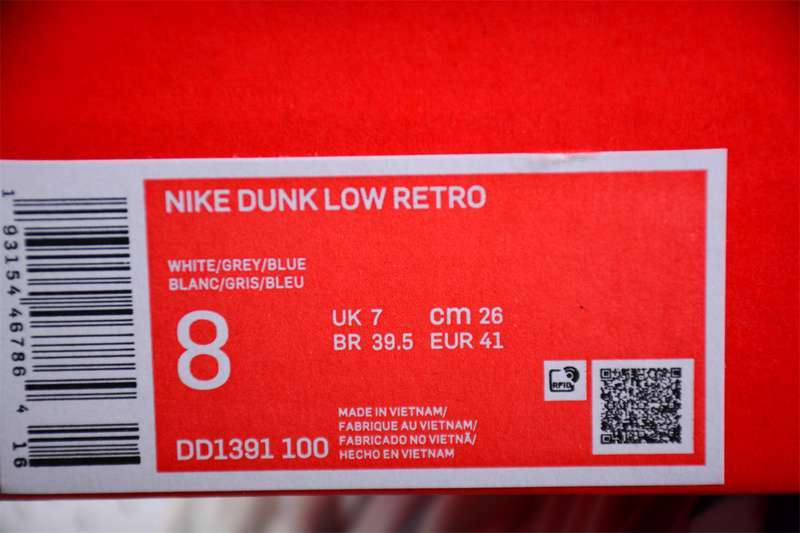 NIKE DUNK LOW RETRO
WHITE/GREY/BLUE
BLANC/GRIS/BLEU
8
UK 7 cm 26
BR 39.5 EUR 41
RFID
MADE IN VIETNAM/
FABRIQUE AU VIETNAM/
FABRICADO NO VIETNÃ/
HECHO EN VIETNAM
DD1391 100
1 93154 46786 4 16